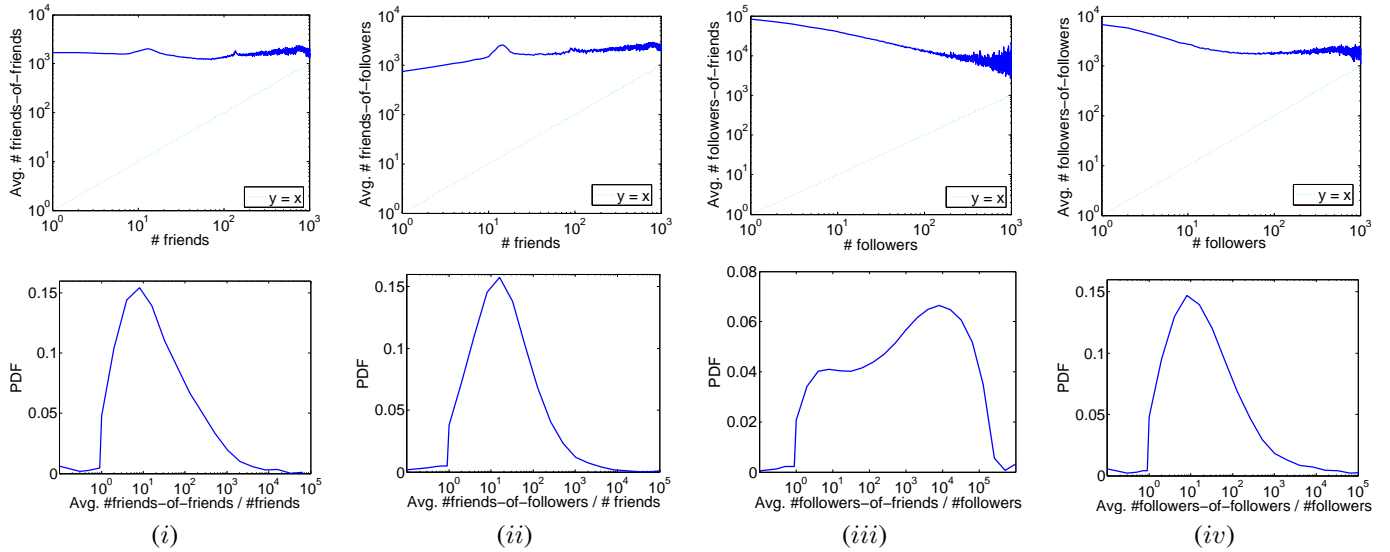 10^4
10^3
10^2
10^1
10^0
Avg. # friends−of−friends
10^0 10^1 10^2 10^3
# friends
y = x
10^4
10^3
10^2
10^1
10^0
Avg. # friends−of−followers
10^0 10^1 10^2 10^3
# friends
y = x
10^5
10^4
10^3
10^2
10^1
10^0
Avg. # followers−of−friends
10^0 10^1 10^2 10^3
# followers
y = x
10^4
10^3
10^2
10^1
10^0
Avg. # followers−of−followers
10^0 10^1 10^2 10^3
# followers
y = x
0.15
0.1
0.05
0
PDF
10^0 10^1 10^2 10^3 10^4 10^5
Avg. #friends−of−friends / #friends
(i)
0.15
0.1
0.05
0
PDF
10^0 10^1 10^2 10^3 10^4 10^5
Avg. #friends−of−followers / # friends
(ii)
0.08
0.06
0.04
0.02
0
PDF
10^0 10^1 10^2 10^3 10^4 10^5
Avg. #followers−of−friends / #followers
(iii)
0.15
0.1
0.05
0
PDF
10^0 10^1 10^2 10^3 10^4 10^5
Avg. #followers−of−followers / #followers
(iv)